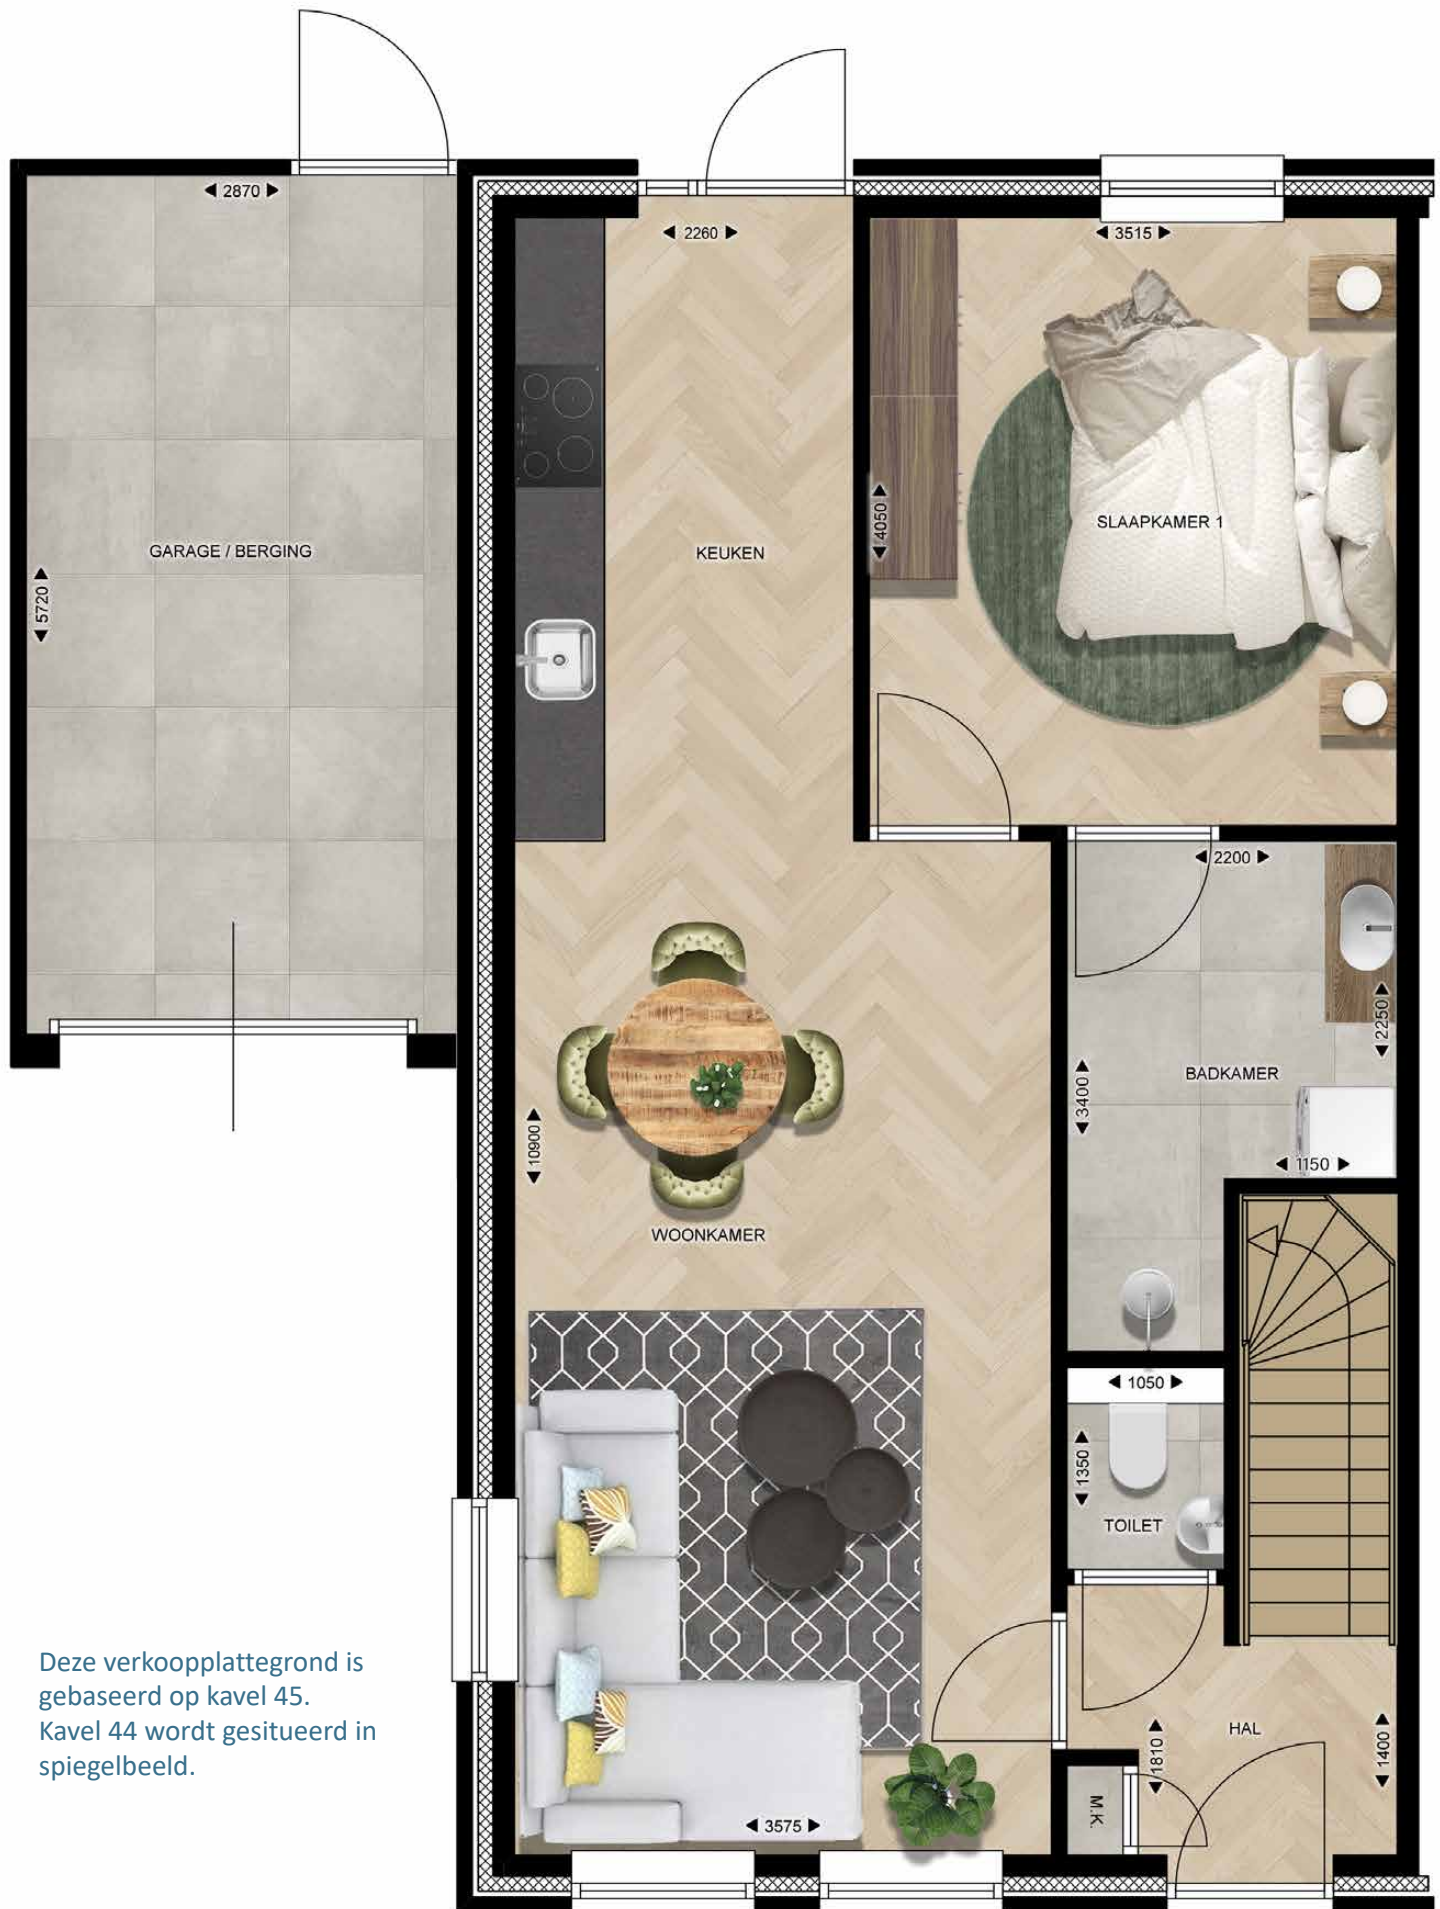 2870
2260
3515
4050
SLAAPKAMER 1
GARAGE / BERGING
KEUKEN
5720
2200
2250
BADKAMER
3400
10900
1150
WOONKAMER
1050
1350
TOILET
Deze verkoopplattegrond is
gebaseerd op kavel 45.
Kavel 44 wordt gesitueerd in
spiegelbeeld.
HAL
1810
1400
M.K.
3575